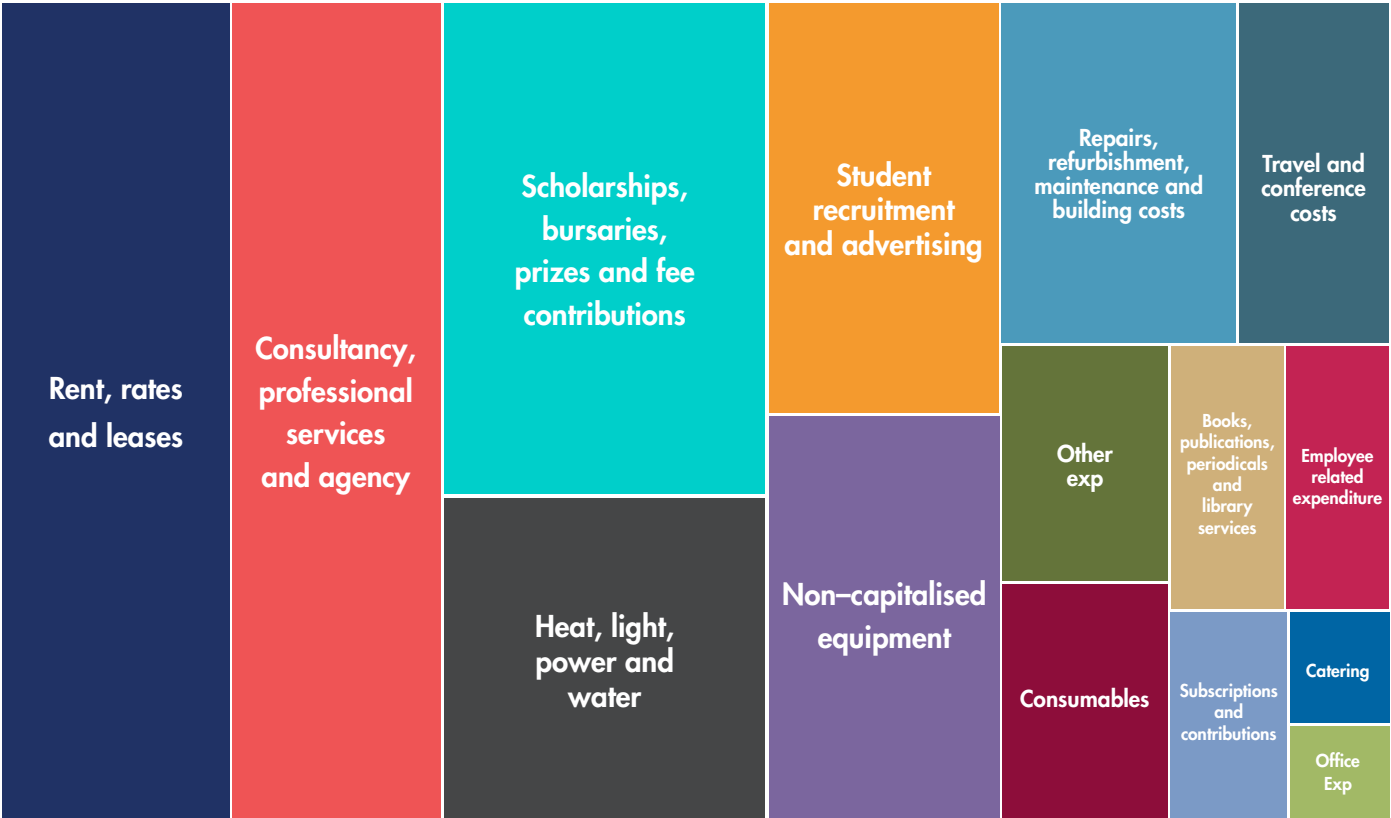 Rent, rates
and leases
Consultancy,
professional
services
and agency
Scholarships,
bursaries,
prizes and fee
contributions
Heat, light,
power and
water
Student
recruitment
and advertising
Non–capitalised
equipment
Repairs,
refurbishment,
maintenance and
building costs
Travel and
conference
costs
Other
exp
Books,
publications,
periodicals
and
library
services
Employee
related
expenditure
Consumables
Subscriptions
and
contributions
Catering
Office
Exp